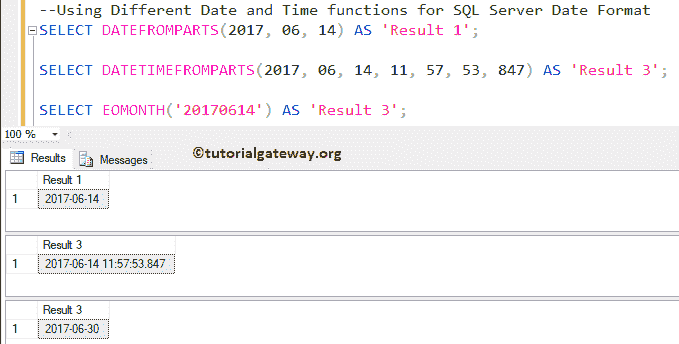 --Using Different Date and Time functions for SQL Server Date Format
SELECT DATEFROMPARTS(2017, 06, 14) AS 'Result 1';
SELECT DATETIMEFROMPARTS(2017, 06, 14, 11, 57, 53, 847) AS 'Result 3';
SELECT EOMONTH('20170614') AS 'Result 3';
100 %
Results Messages
©tutorialgateway.org
Result 1
1 2017-06-14
Result 3
1 2017-06-14 11:57:53.847
Result 3
1 2017-06-30